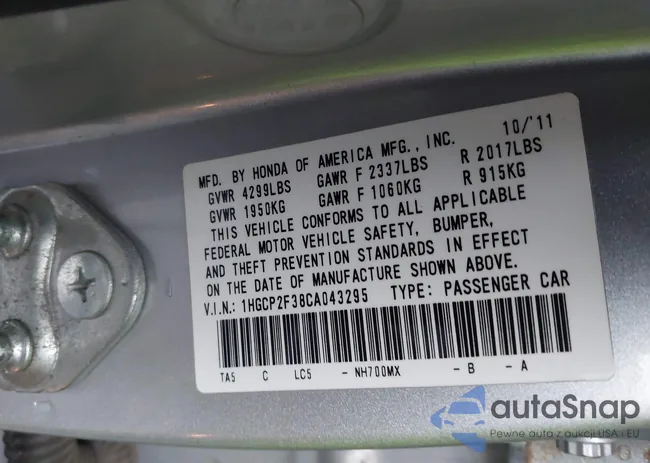 MFD. BY HONDA OF AMERICA MFG., INC. 10/'11
GVWR 4299LBS GAWR F 2337LBS R 2017LBS
GVWR 1950KG GAWR F 1060KG R 915KG
THIS VEHICLE CONFORMS TO ALL APPLICABLE
FEDERAL MOTOR VEHICLE SAFETY, BUMPER,
AND THEFT PREVENTION STANDARDS IN EFFECT
ON THE DATE OF MANUFACTURE SHOWN ABOVE.
V.I.N.: 1HGCP2F38CA043295 TYPE: PASSENGER CAR
TA5 C LC5 - NH700MX - B - A
autaSnap
Pewne auta z aukcji USA i EU